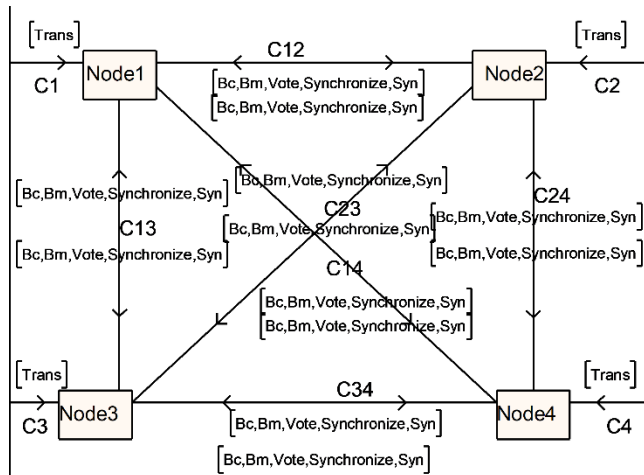 [Trans]
C12
[Trans]
Node1
Node2
C1
C2
[Bc,Bm,Vote,Synchronize,Syn]
[Bc,Bm,Vote,Synchronize,Syn]
[Bc,Bm,Vote,Synchronize,Syn]
[Bc,Bm,Vote,Synchronize,Syn]
C13
C23
C24
[Bc,Bm,Vote,Synchronize,Syn]
[Bc,Bm,Vote,Synchronize,Syn]
[Bc,Bm,Vote,Synchronize,Syn]
[Bc,Bm,Vote,Synchronize,Syn]
C14
[Bc,Bm,Vote,Synchronize,Syn]
[Bc,Bm,Vote,Synchronize,Syn]
[Trans]
C34
[Trans]
Node3
Node4
C3
C4
[Bc,Bm,Vote,Synchronize,Syn]
[Bc,Bm,Vote,Synchronize,Syn]